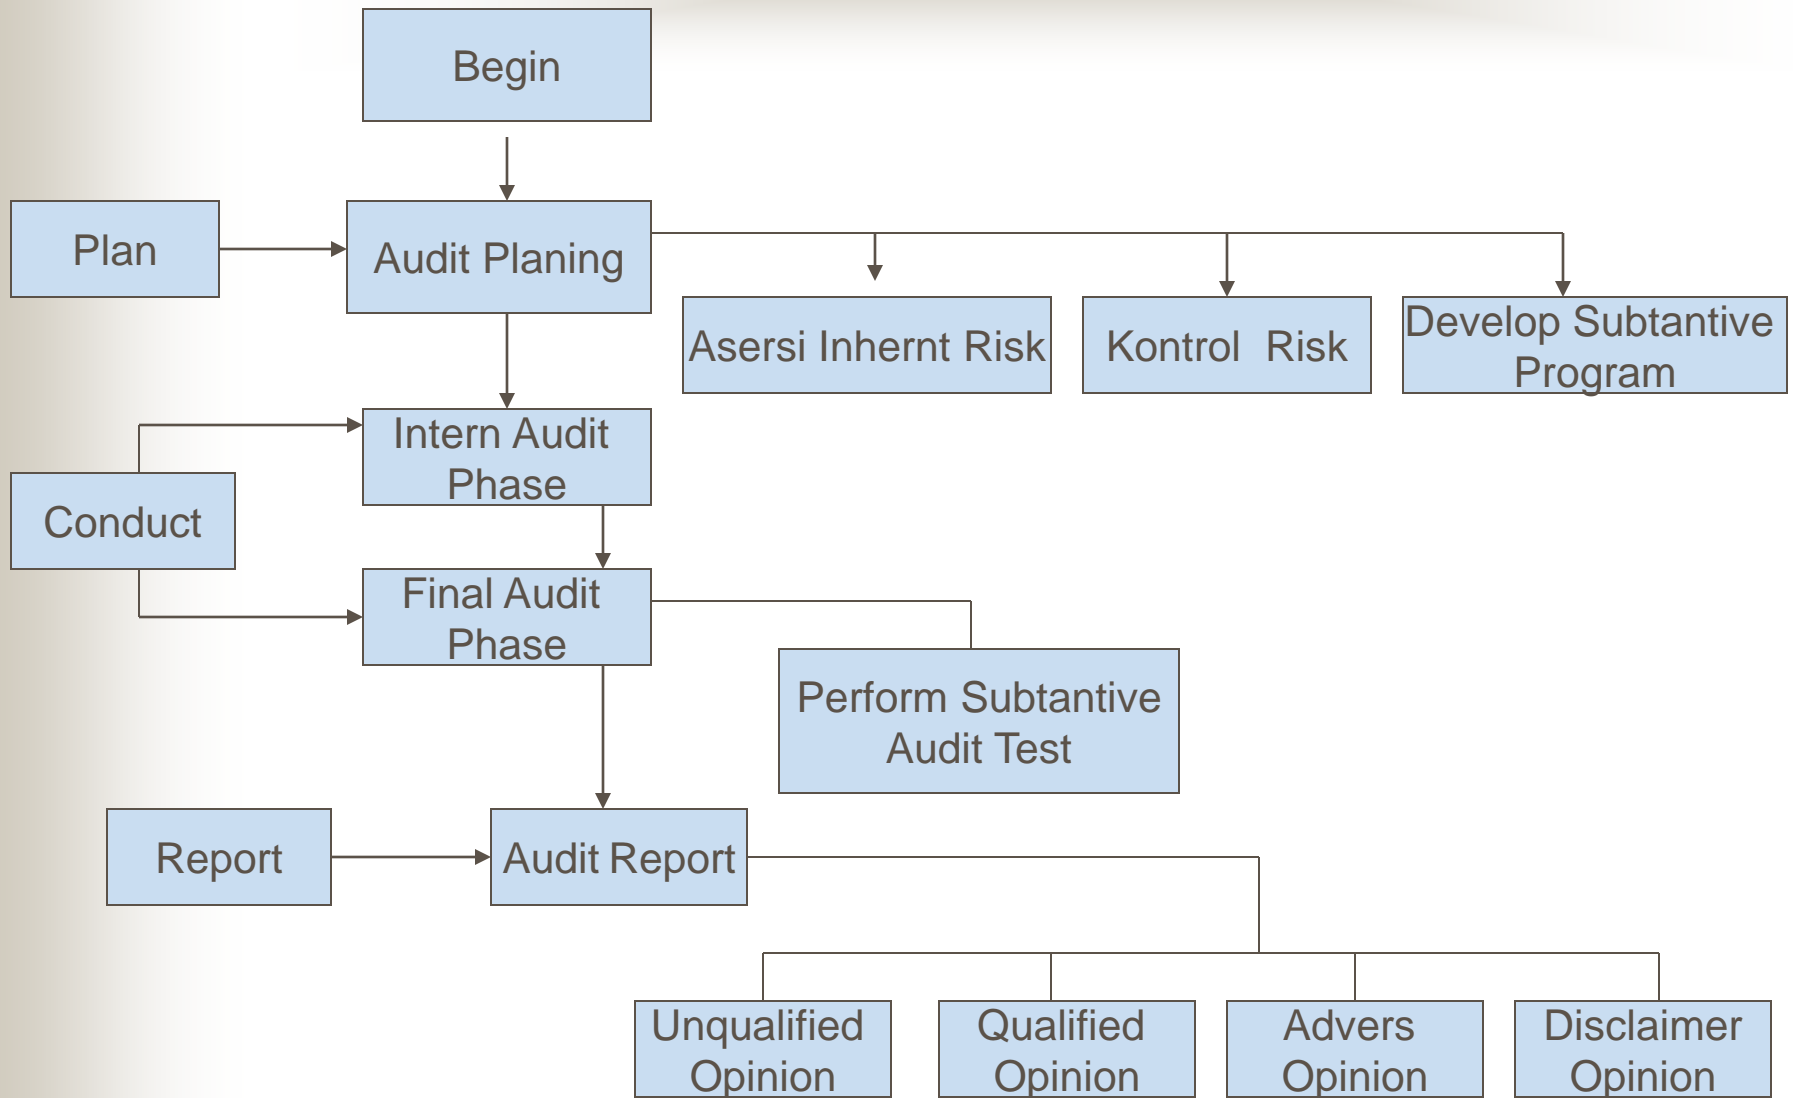 Begin
Plan
Audit Planing
Asersi Inhernt Risk
Kontrol Risk
Develop Subtantive
Program
Intern Audit
Phase
Conduct
Final Audit
Phase
Perform Subtantive
Audit Test
Report
Audit Report
Unqualified
Opinion
Qualified
Opinion
Advers
Opinion
Disclaimer
Opinion